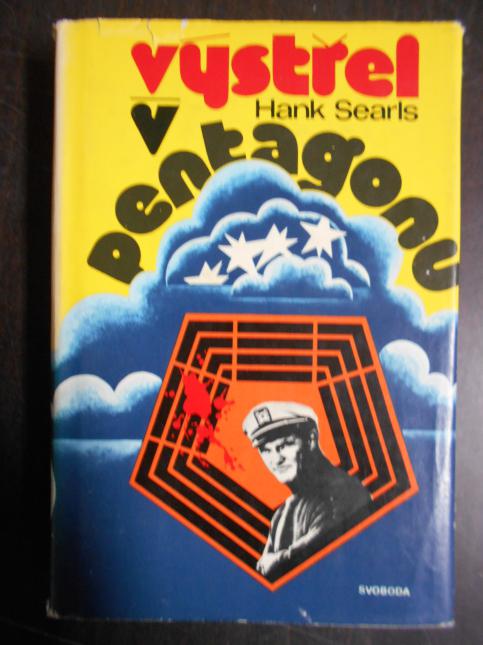 výstřel
Hank Searls
v
pentagonu
SVOBODA